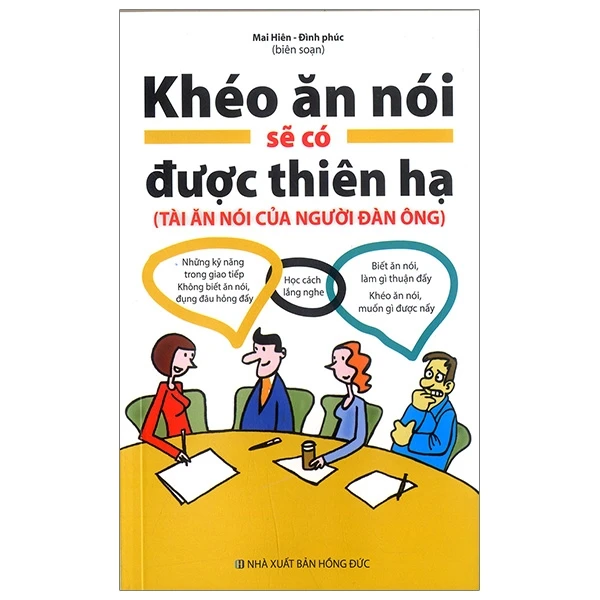 Mai Hiên - Đình phúc
(biên soạn)
Khéo ăn nói
sẽ có
được thiên hạ
(TÀI ĂN NÓI CỦA NGƯỜI ĐÀN ÔNG)
Những kỹ năng
trong giao tiếp
Không biết ăn nói,
đụng đâu hỏng đấy
Học cách
lắng nghe
Biết ăn nói,
làm gì thuận đấy
Khéo ăn nói,
muốn gì được nấy
NHÀ XUẤT BẢN HỒNG ĐỨC